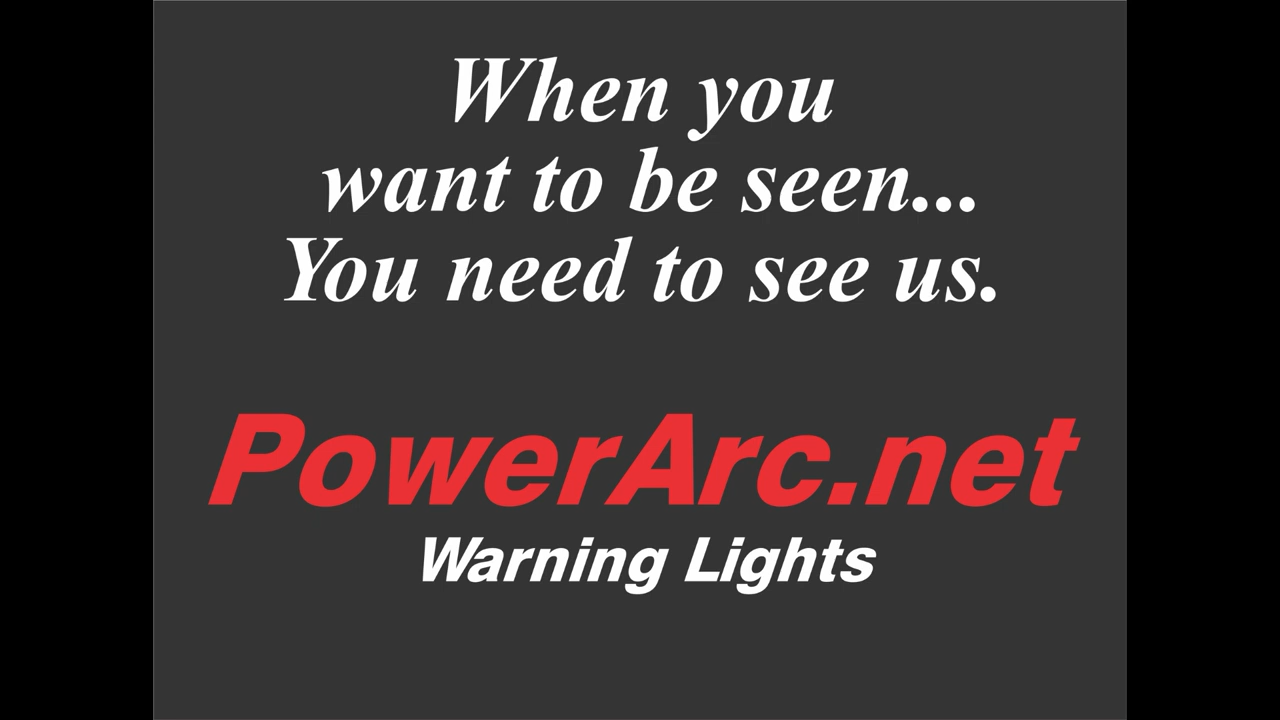 When you
want to be seen...
You need to see us.
PowerArc.net
Warning Lights